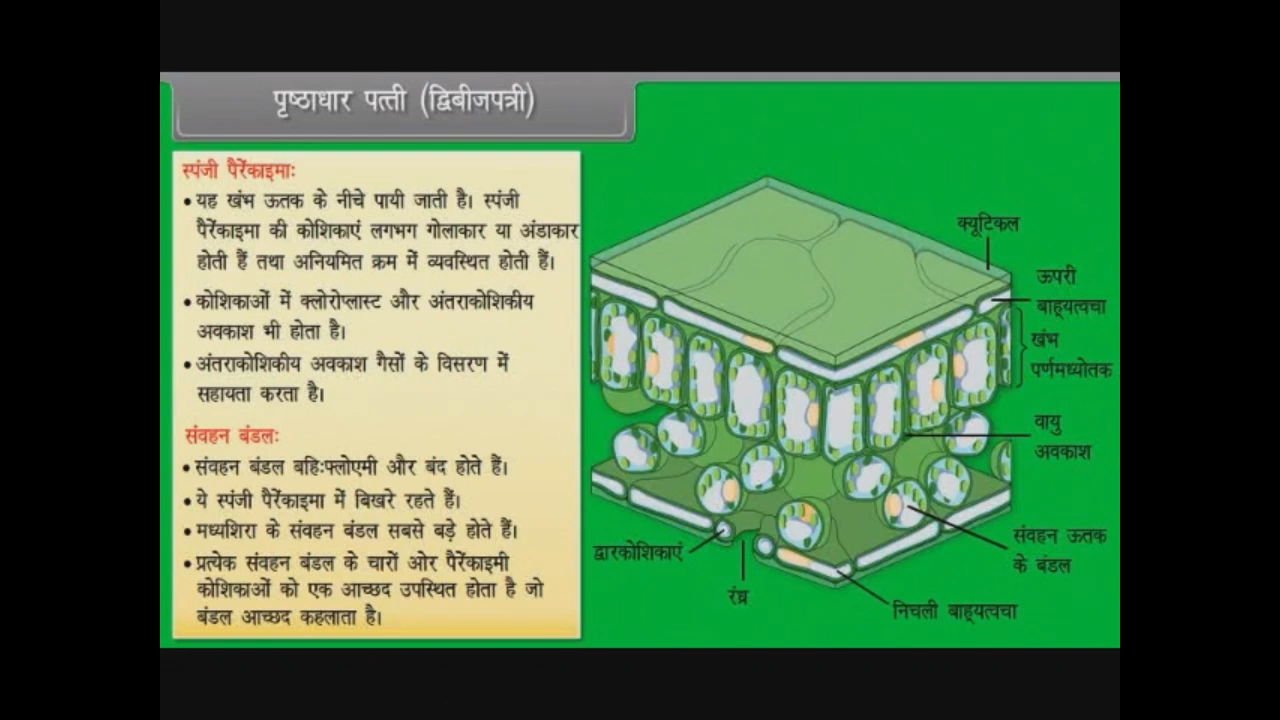 पृष्ठाधार पत्ती (द्विबीजपत्री)
स्पंजी पैरेंकाइमाः
• यह खंभ ऊतक के नीचे पायी जाती है। स्पंजी
पैरेंकाइमा की कोशिकाएं लगभग गोलाकार या अंडाकार
होती हैं तथा अनियमित क्रम में व्यवस्थित होती हैं।
• कोशिकाओं में क्लोरोप्लास्ट और अंतराकोशिकीय
अवकाश भी होता है।
• अंतराकोशिकीय अवकाश गैसों के विसरण में
सहायता करता है।
संवहन बंडलः
• संवहन बंडल बहिःफ्लोएमी और बंद होते हैं।
• ये स्पंजी पैरेंकाइमा में बिखरे रहते हैं।
• मध्यशिरा के संवहन बंडल सबसे बड़े होते हैं।
• प्रत्येक संवहन बंडल के चारों ओर पैरेंकाइमी
कोशिकाओं को एक आच्छद उपस्थित होता है जो
बंडल आच्छद कहलाता है।
क्यूटिकल
ऊपरी
बाह्यत्वचा
खंभ
पर्णमध्योतक
वायु
अवकाश
संवहन ऊतक
के बंडल
द्वारकोशिकाएं
रंध्र
निचली बाह्यत्वचा